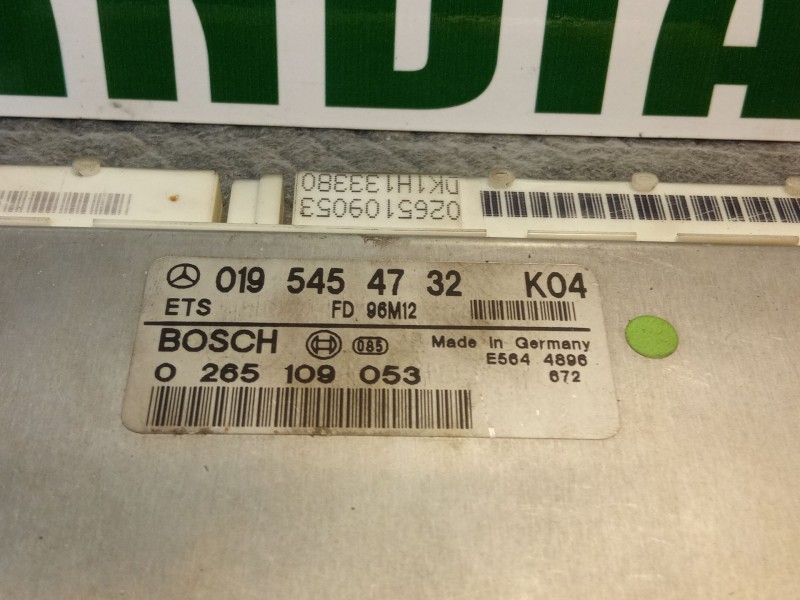 ANDIA
0265109053
DK1H133380
019 545 47 32 K04
ETS FD 96M12
BOSCH 085 Made in Germany
E564 4896
0 265 109 053 672